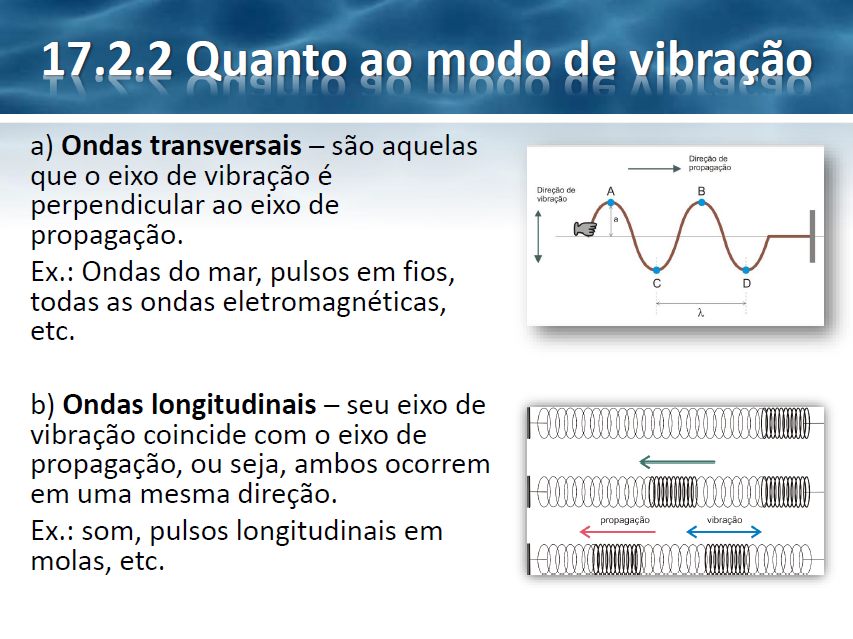 17.2.2 Quanto ao modo de vibração
a) Ondas transversais – são aquelas
que o eixo de vibração é
perpendicular ao eixo de
propagação.
Ex.: Ondas do mar, pulsos em fios,
todas as ondas eletromagnéticas,
etc.
Direção de
propagação
Direção de
vibração
A
B
a
C
D
λ
b) Ondas longitudinais – seu eixo de
vibração coincide com o eixo de
propagação, ou seja, ambos ocorrem
em uma mesma direção.
Ex.: som, pulsos longitudinais em
molas, etc.
propagação
vibração